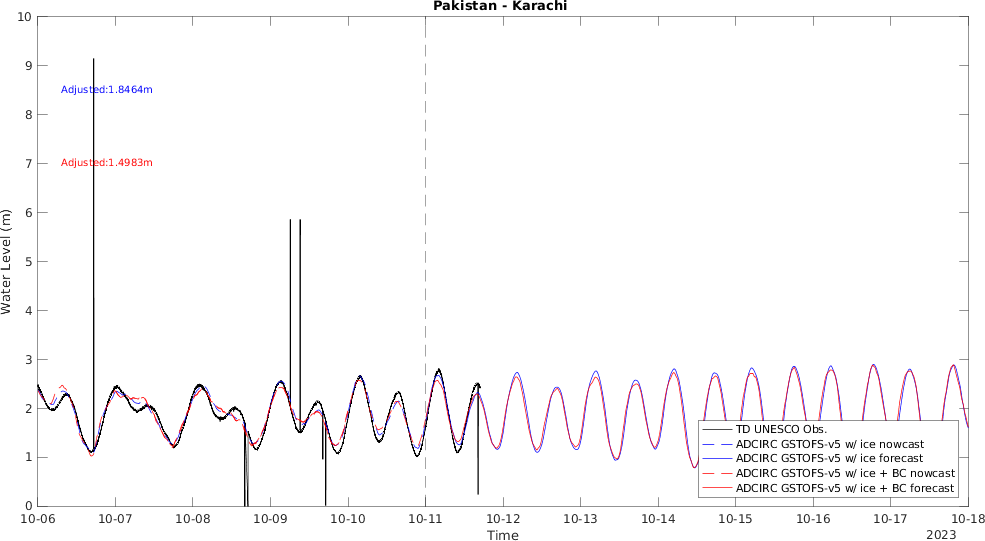 Pakistan - Karachi
10
9
8
7
6
5
4
3
2
1
0
Water Level (m)
Adjusted:1.8464m
Adjusted:1.4983m
TD UNESCO Obs.
ADCIRC GSTOFS-v5 w/ ice nowcast
ADCIRC GSTOFS-v5 w/ ice forecast
ADCIRC GSTOFS-v5 w/ ice + BC nowcast
ADCIRC GSTOFS-v5 w/ ice + BC forecast
10-06 10-07 10-08 10-09 10-10 10-11 10-12 10-13 10-14 10-15 10-16 10-17 10-18
Time
2023